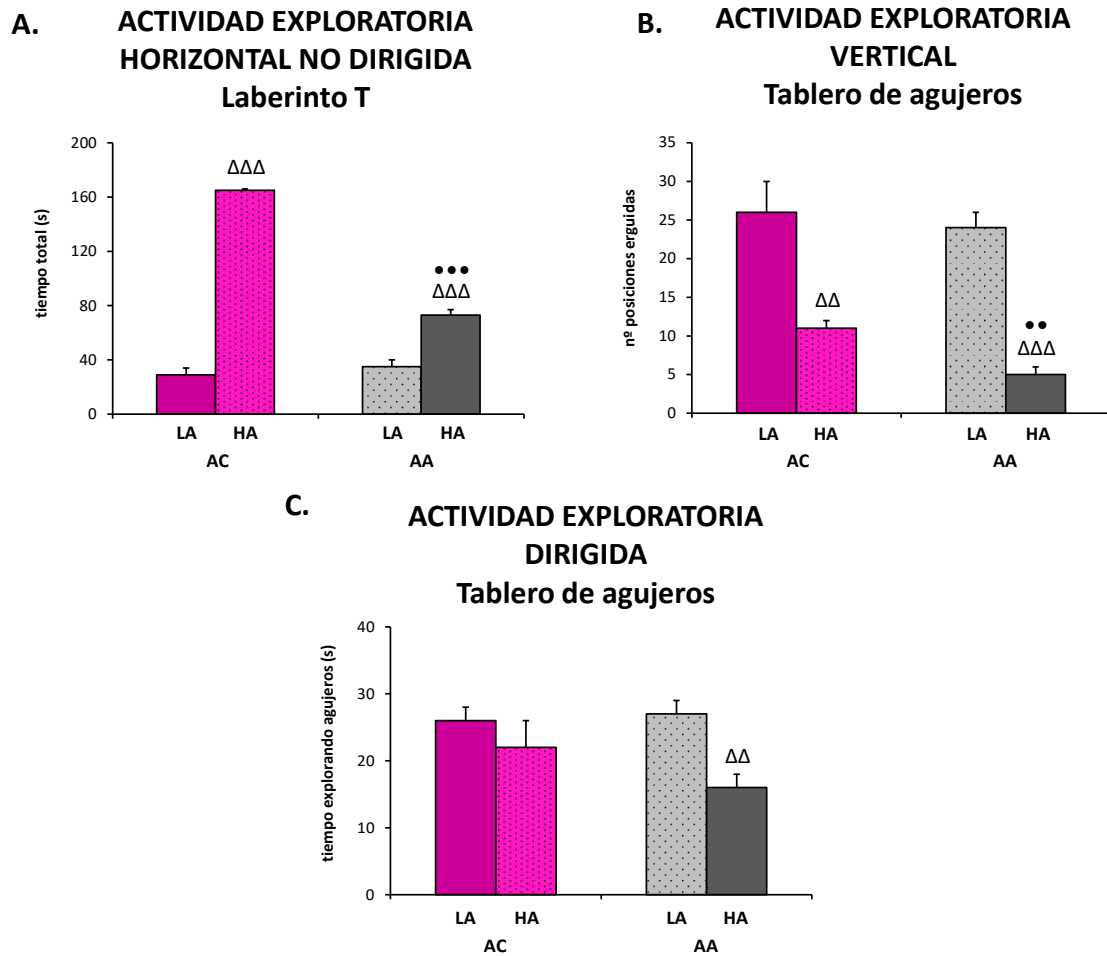 A.
ACTIVIDAD EXPLORATORIA
HORIZONTAL NO DIRIGIDA
Laberinto T
tiempo total (s)
200
160
120
80
40
0
ΔΔΔ
•••
ΔΔΔ
LA HA LA HA
AC AA
B.
ACTIVIDAD EXPLORATORIA
VERTICAL
Tablero de agujeros
nº posiciones erguidas
35
30
25
20
15
10
5
0
ΔΔ
••
ΔΔΔ
LA HA LA HA
AC AA
C.
ACTIVIDAD EXPLORATORIA
DIRIGIDA
Tablero de agujeros
tiempo explorando agujeros (s)
40
30
20
10
0
ΔΔ
LA HA LA HA
AC AA